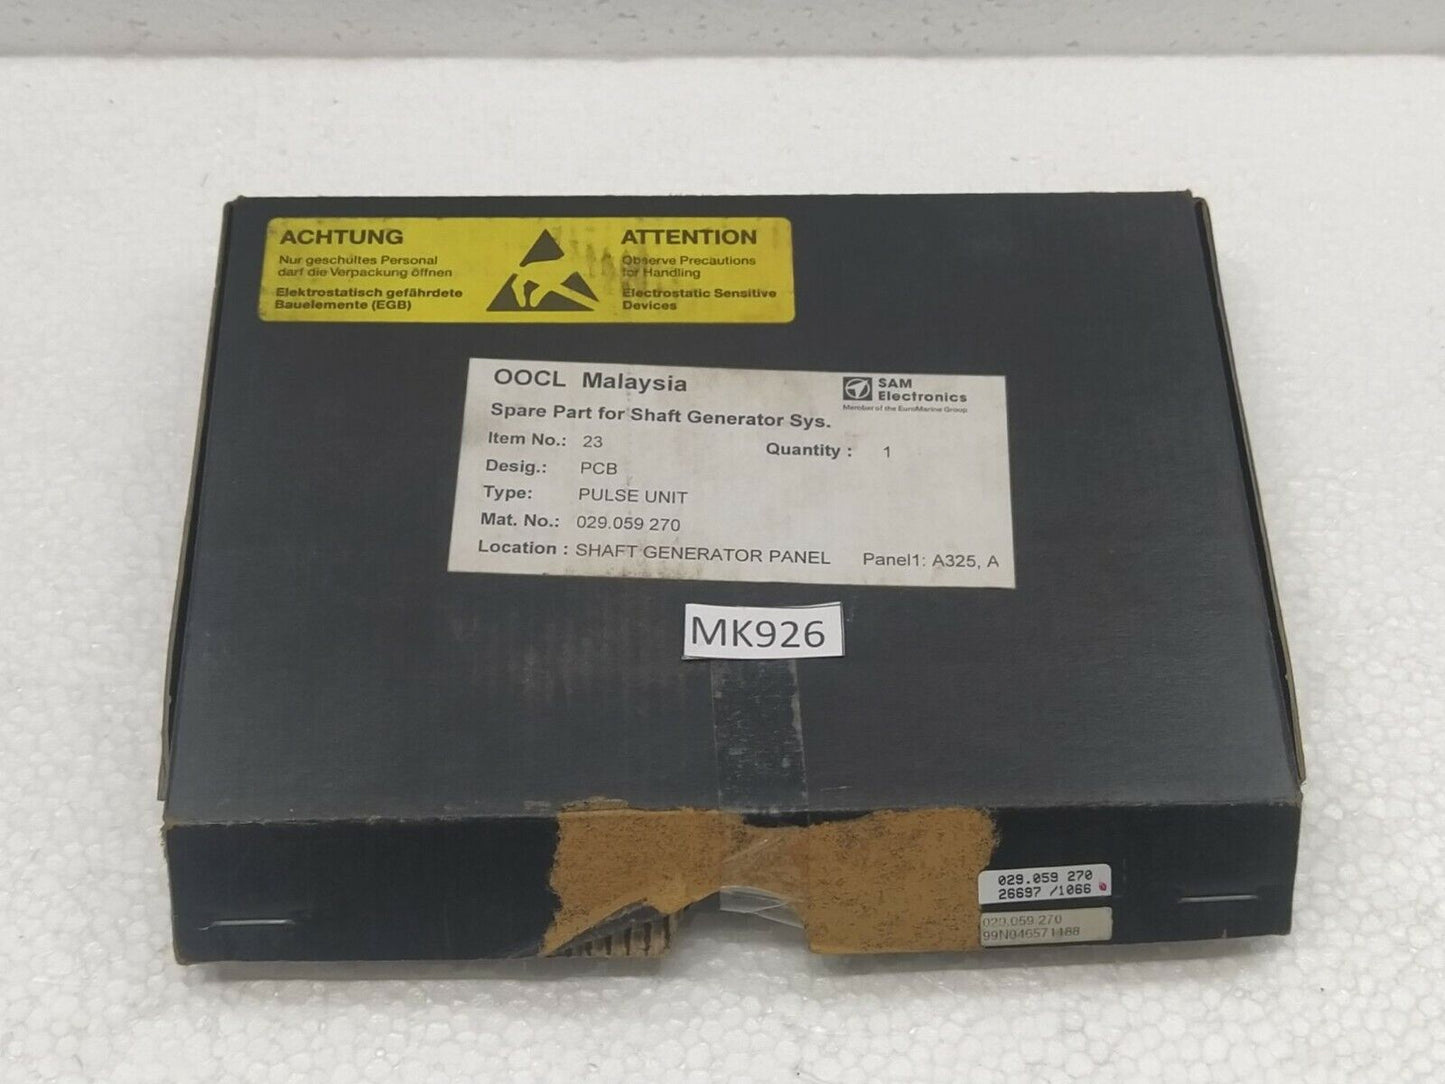 ACHTUNG
Nur geschultes Personal
darf die Verpackung öffnen
Elektrostatisch gefährdete
Bauelemente (EGB)
ATTENTION
Observe Precautions
for Handling
Electrostatic Sensitive
Devices
OOCL Malaysia
SAM
Electronics
Member of the EuroMarine Group
Spare Part for Shaft Generator Sys.
Item No.: 23
Quantity : 1
Desig.: PCB
Type: PULSE UNIT
Mat. No.: 029.059 270
Location : SHAFT GENERATOR PANEL Panel1: A325, A
MK926
029.059 270
26697 /1066
029.059 270
99N046571188